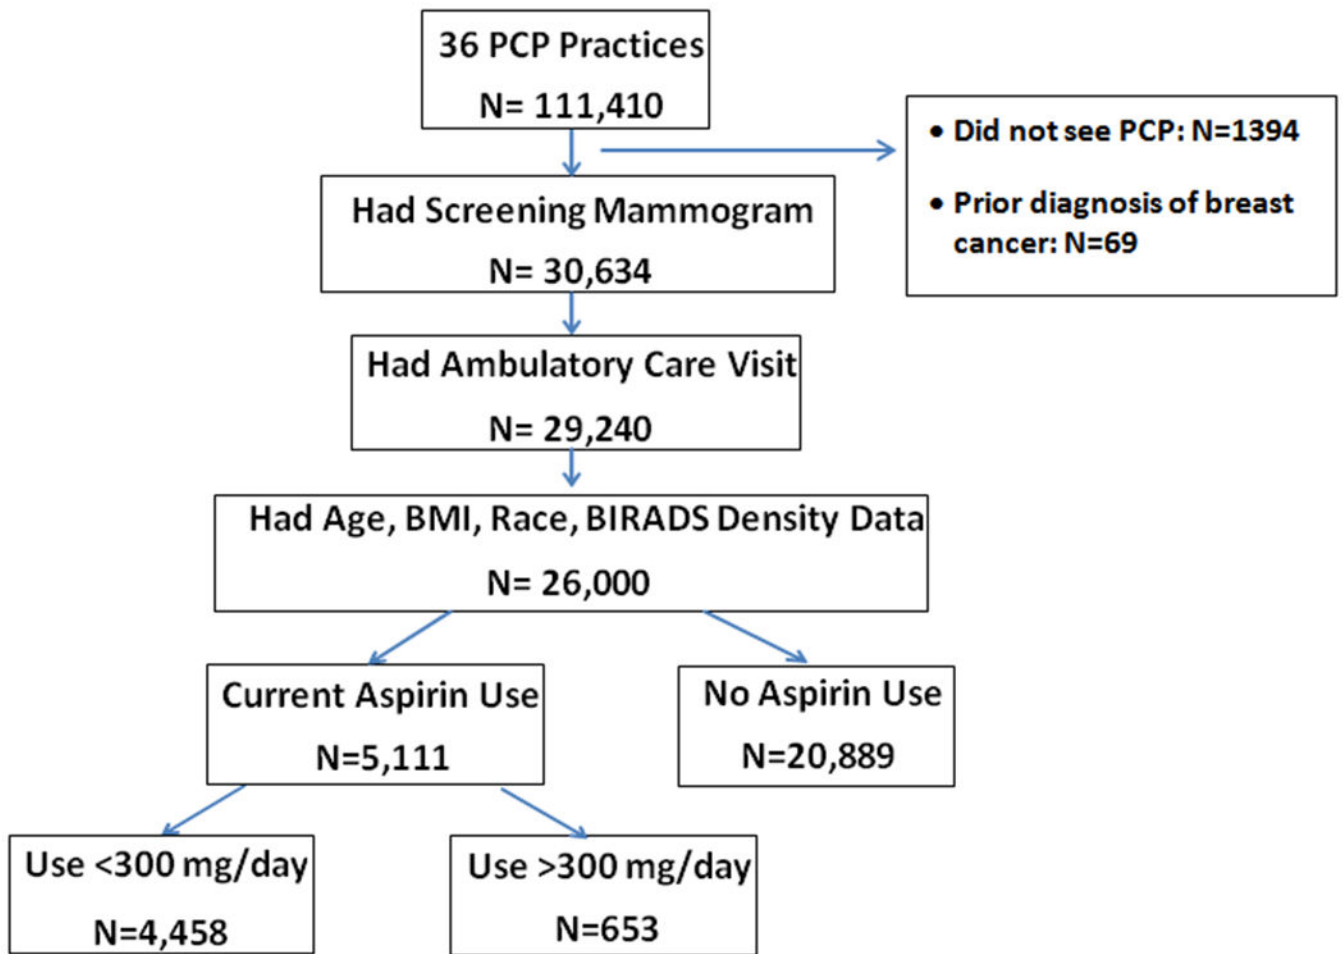 36 PCP Practices
N= 111,410
• Did not see PCP: N=1394
• Prior diagnosis of breast
cancer: N=69
Had Screening Mammogram
N= 30,634
Had Ambulatory Care Visit
N= 29,240
Had Age, BMI, Race, BIRADS Density Data
N= 26,000
Current Aspirin Use
N=5,111
No Aspirin Use
N=20,889
Use <300 mg/day
N=4,458
Use >300 mg/day
N=653